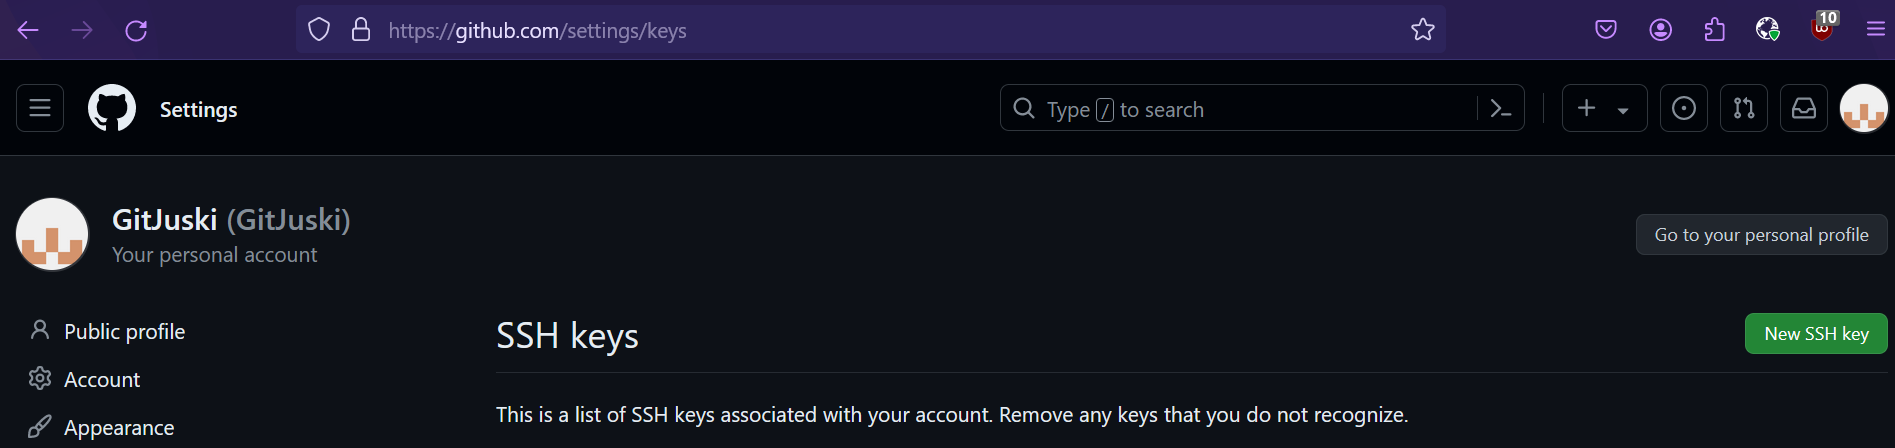 https://github.com/settings/keys
10
Settings
Type / to search
GitJuski (GitJuski)
Your personal account
Go to your personal profile
Public profile
Account
Appearance
SSH keys
New SSH key
This is a list of SSH keys associated with your account. Remove any keys that you do not recognize.